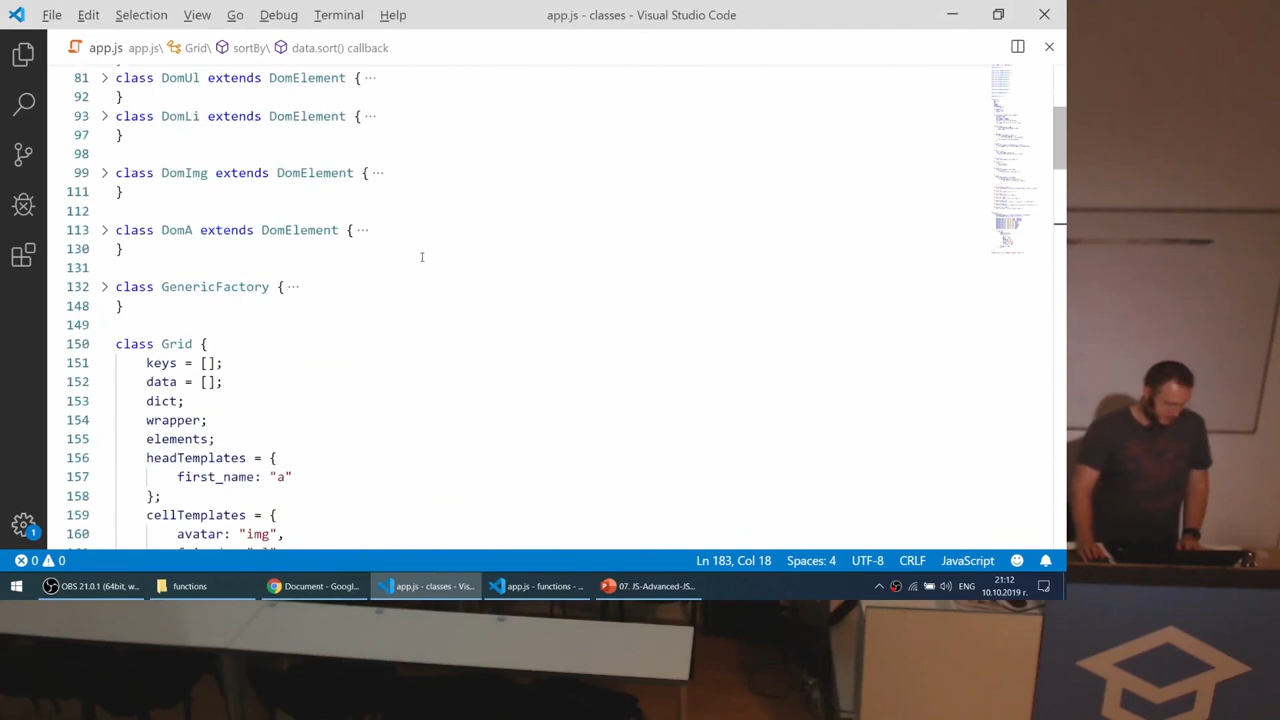 File Edit Selection View Go Debug Terminal Help app.js - classes - Visual Studio Code
app.js app.js\ Grid\ sortBy\ data.sort() callback
81 class DomUl extends DomElement { ...
92 }
93 class DomLi extends DomElement { ...
97
98
99 class DomImg extends DomElement { ...
111
112
113 class DomA extends DomElement { ...
130 }
131
132 class GenericFactory { ...
148 }
149
150 class Grid {
151 keys = [];
152 data = [];
153 dict;
154 wrapper;
155 elements;
156 headTemplates = {
157 first_name: "a"
158 };
159 cellTemplates = {
160 avatar: "img",
0 0 Ln 183, Col 18 Spaces: 4 UTF-8 CRLF JavaScript
1
OBS 21.0.1 (64bit, w... functions Document - Googl... app.js - classes - Vis... app.js - functions - ... 07. JS-Advanced-JS... ENG 21:12
10.10.2019 г.